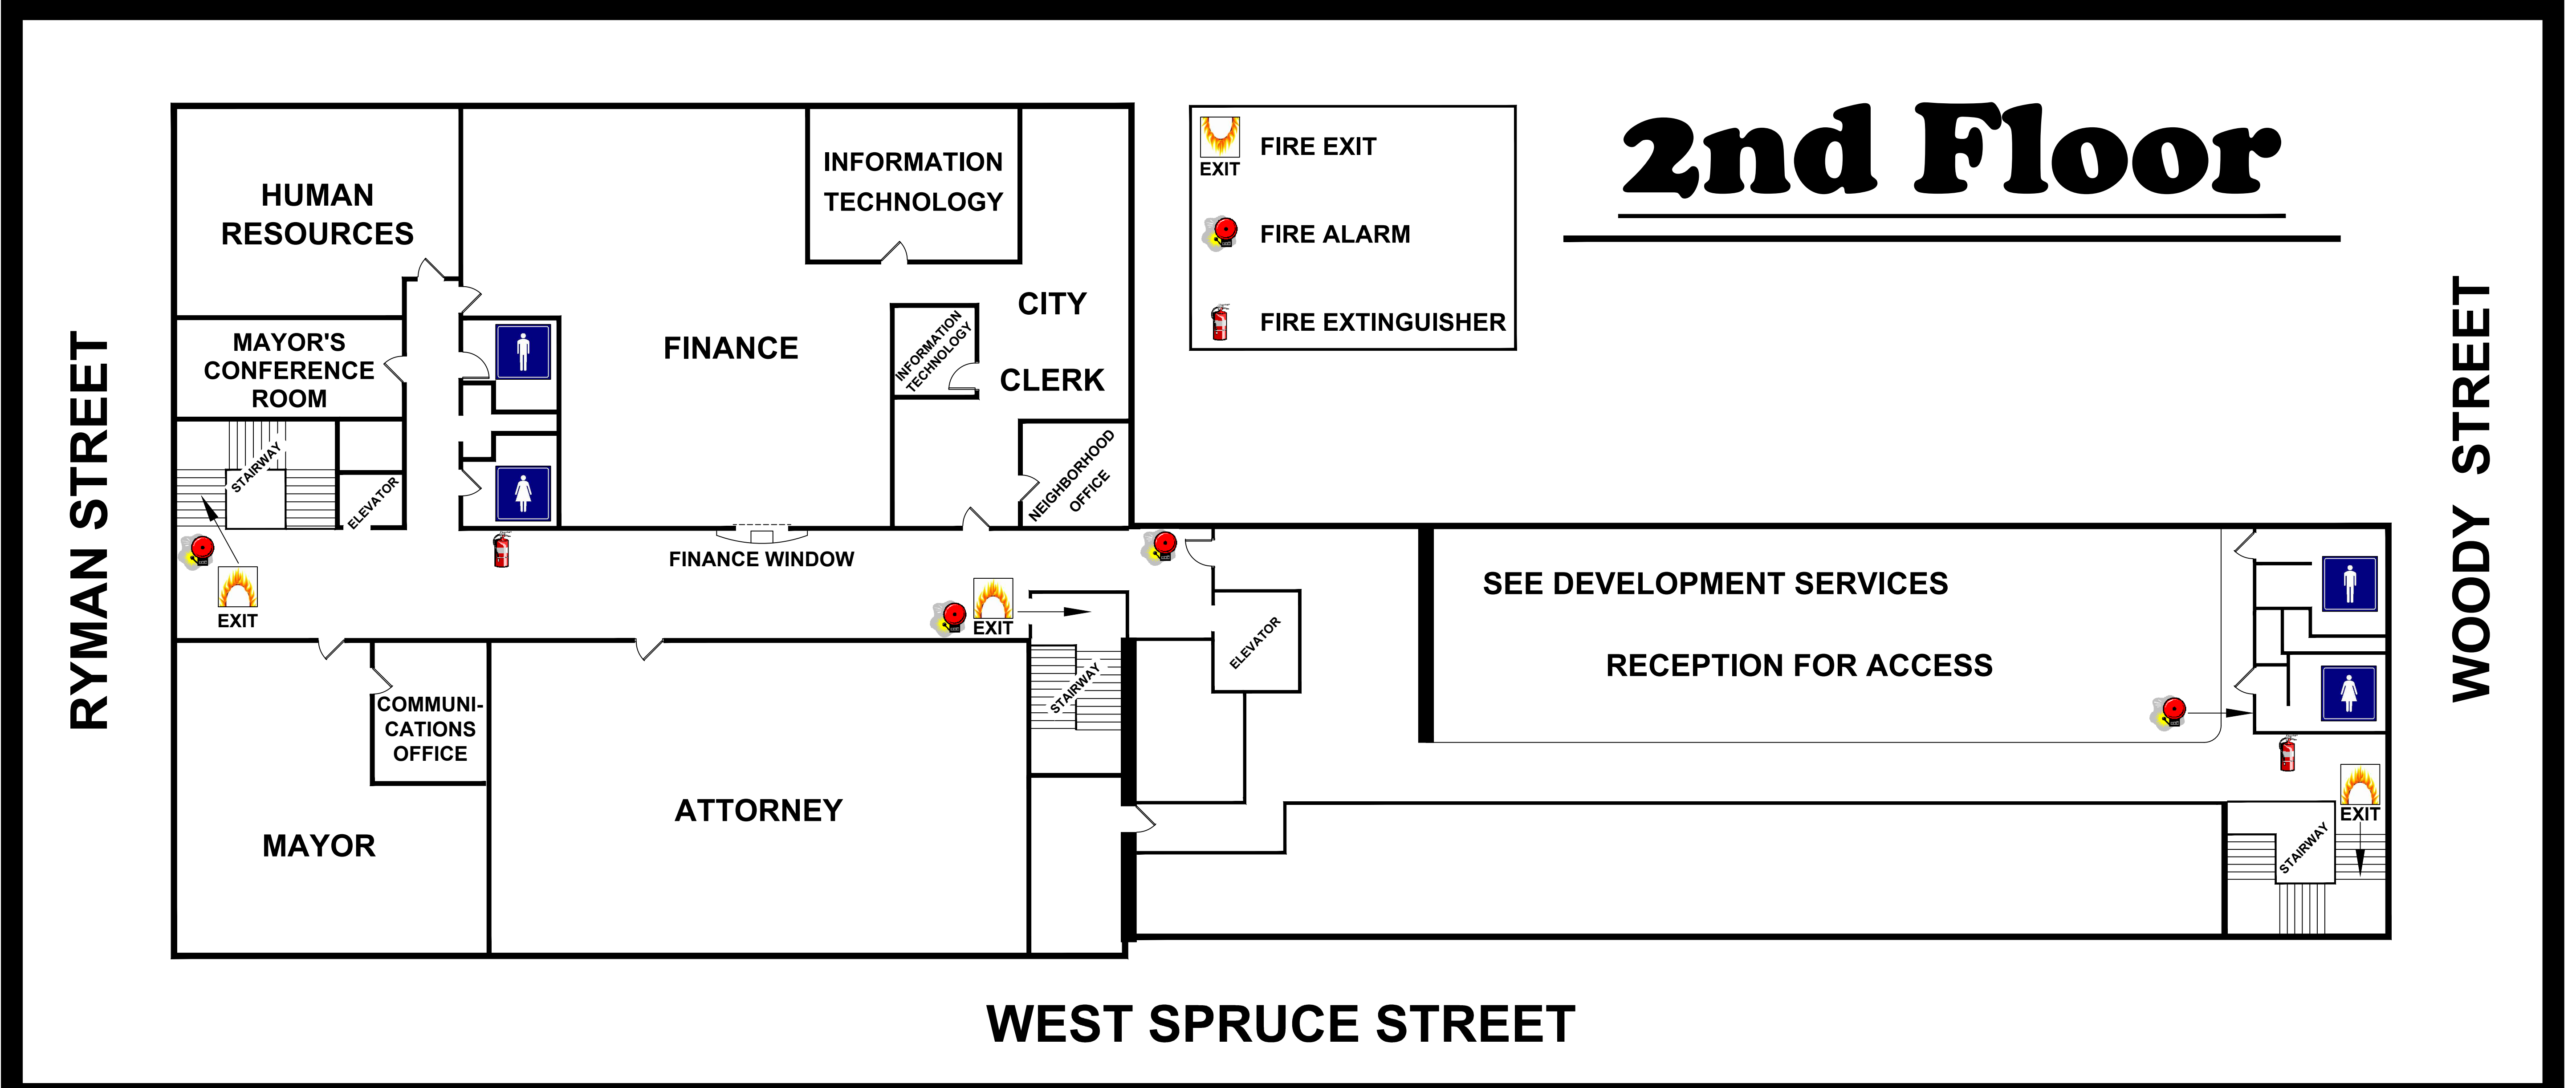 2nd Floor
EXIT
FIRE EXIT
FIRE ALARM
FIRE EXTINGUISHER
HUMAN
RESOURCES
INFORMATION
TECHNOLOGY
CITY
CLERK
FINANCE
INFORMATION
TECHNOLOGY
MAYOR'S
CONFERENCE
ROOM
STAIRWAY
ELEVATOR
NEIGHBORHOOD
OFFICE
FINANCE WINDOW
EXIT
EXIT
STAIRWAY
ELEVATOR
COMMUNI-
CATIONS
OFFICE
MAYOR
ATTORNEY
SEE DEVELOPMENT SERVICES
RECEPTION FOR ACCESS
EXIT
STAIRWAY
RYMAN STREET
WOODY STREET
WEST SPRUCE STREET